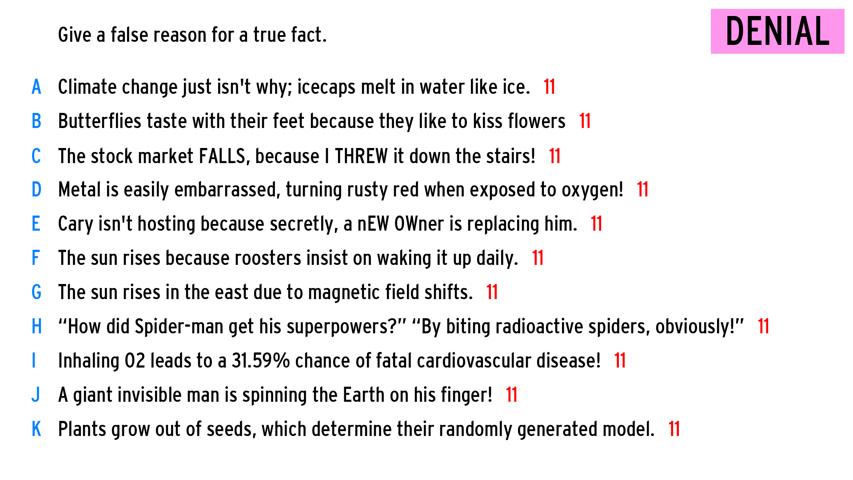 Give a false reason for a true fact.
DENIAL
A Climate change just isn't why; icecaps melt in water like ice. 11
B Butterflies taste with their feet because they like to kiss flowers 11
C The stock market FALLS, because I THREW it down the stairs! 11
D Metal is easily embarrassed, turning rusty red when exposed to oxygen! 11
E Cary isn't hosting because secretly, a nEW OWner is replacing him. 11
F The sun rises because roosters insist on waking it up daily. 11
G The sun rises in the east due to magnetic field shifts. 11
H “How did Spider-man get his superpowers?” “By biting radioactive spiders, obviously!” 11
I Inhaling O2 leads to a 31.59% chance of fatal cardiovascular disease! 11
J A giant invisible man is spinning the Earth on his finger! 11
K Plants grow out of seeds, which determine their randomly generated model. 11